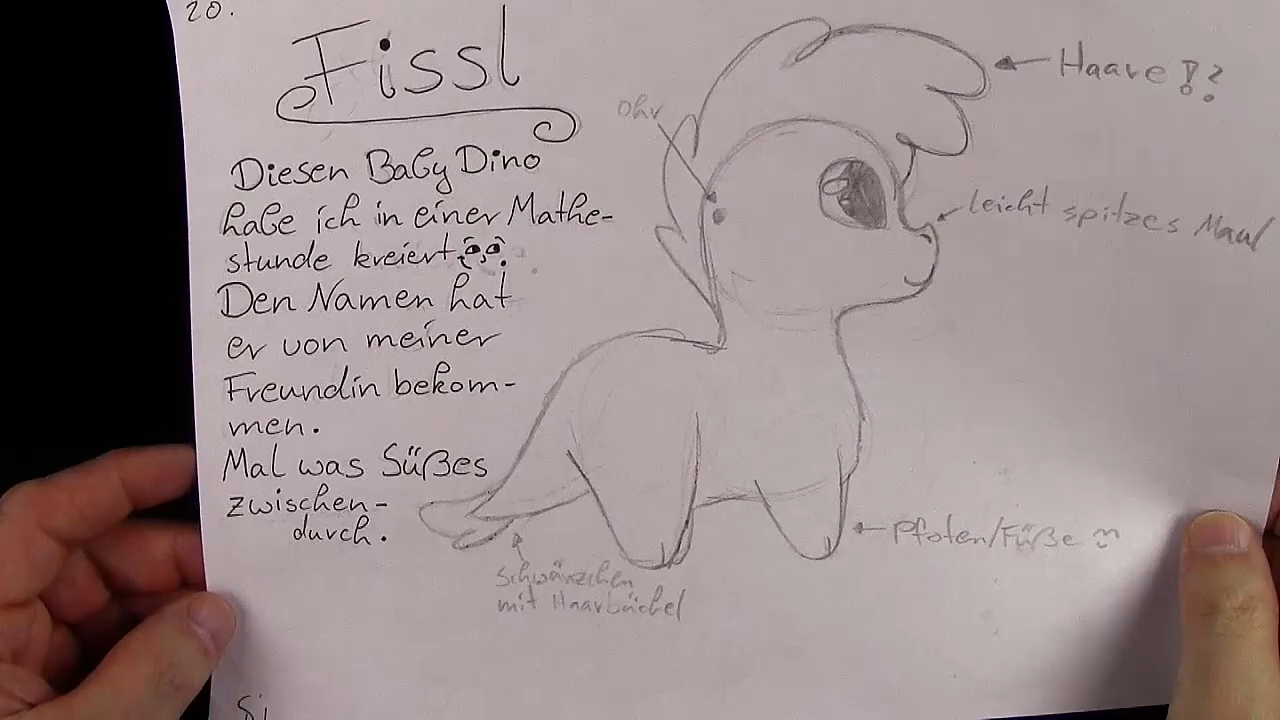 20.
Fissl
Diesen Baby Dino
habe ich in einer Mathe-
stunde kreiert
Den Namen hat
er von meiner
Freundin bekom-
men.
Mal was Süßes
zwischen-
durch.
Ohr
Haare !?
leicht spitzes Maul
Pfoten/Füße
Schwänzchen
mit Haarbüchel